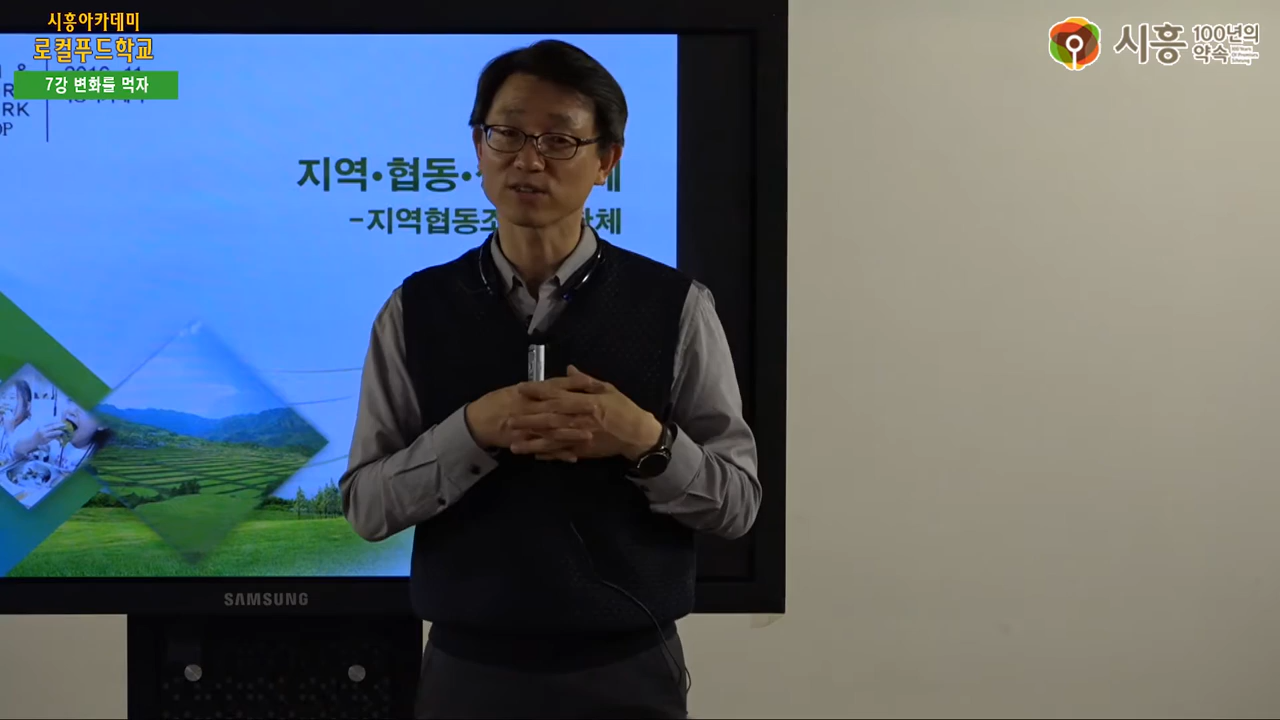 시흥아카데미
로컬푸드학교
7강 변화를 먹자
시흥 100년의
약속
RK
OP
지역·협동·
-지역협동조
SAMSUNG